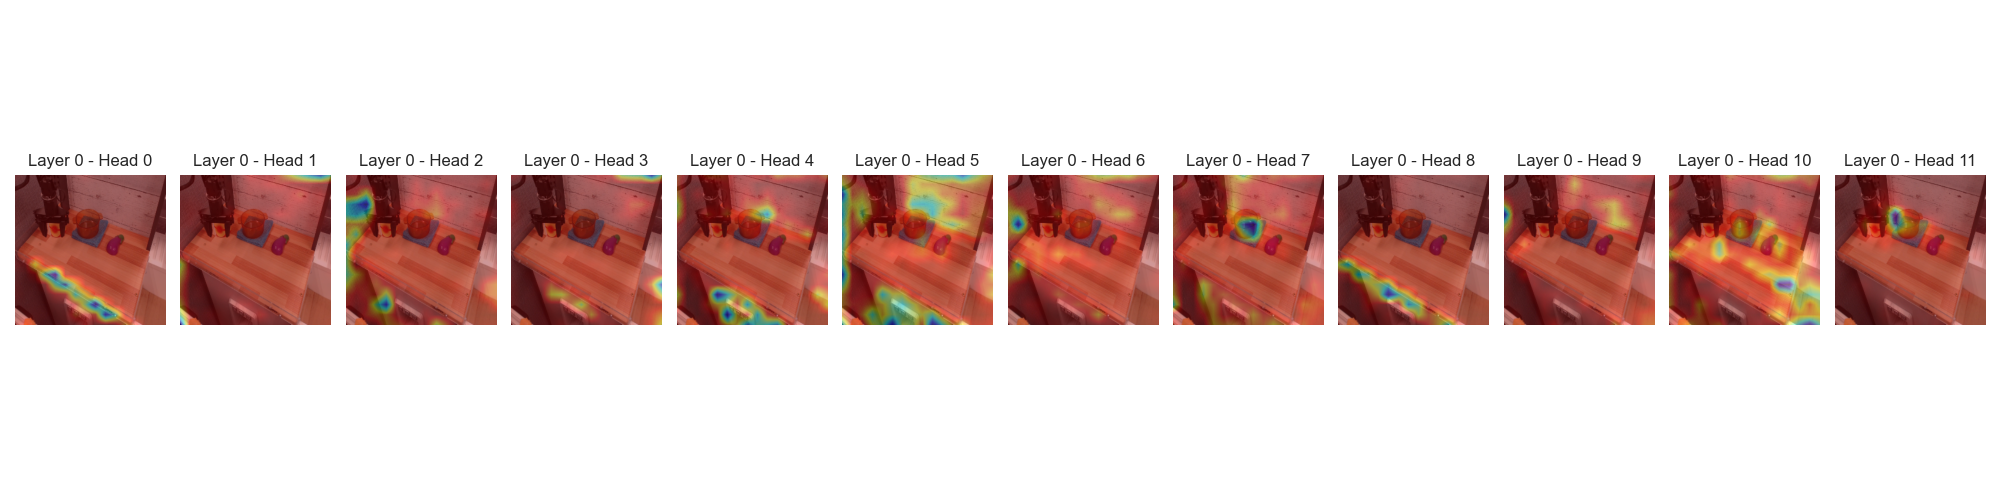 Layer 0 - Head 0
Layer 0 - Head 1
Layer 0 - Head 2
Layer 0 - Head 3
Layer 0 - Head 4
Layer 0 - Head 5
Layer 0 - Head 6
Layer 0 - Head 7
Layer 0 - Head 8
Layer 0 - Head 9
Layer 0 - Head 10
Layer 0 - Head 11